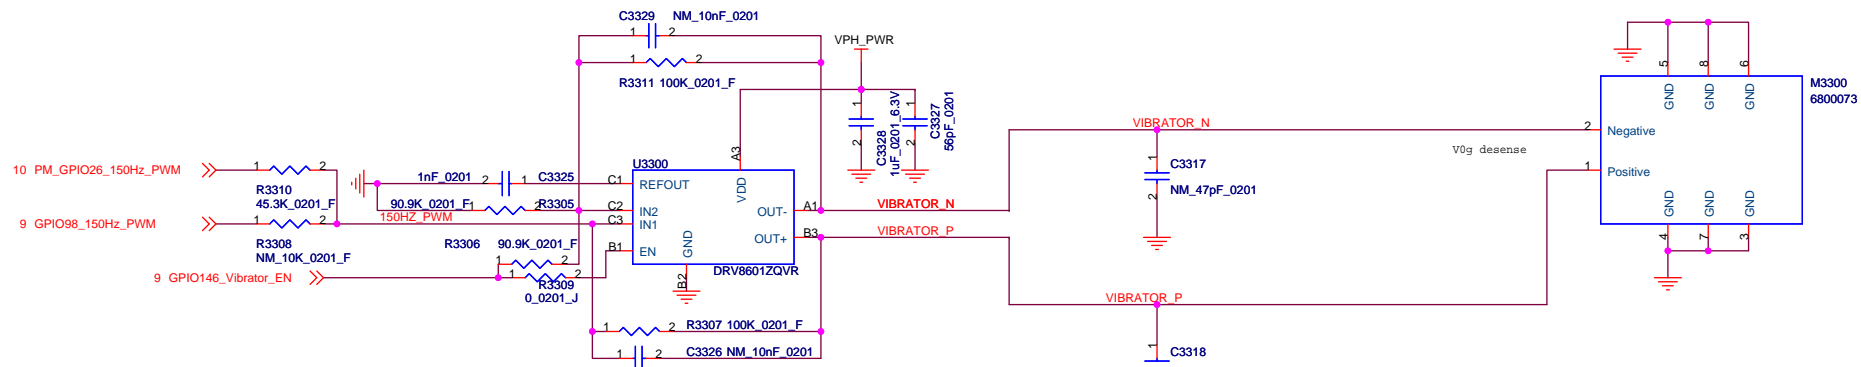 C3329 NM_10nF_0201
1 2
1 2
R3311 100K_0201_F
VPH_PWR
1 2 C3328 1uF_0201_6.3V
1 2 C3327 56pF_0201
10 PM_GPIO26_150Hz_PWM
1 2
R3310
45.3K_0201_F
9 GPIO98_150Hz_PWM
1 2
R3308
NM_10K_0201_F
9 GPIO146_Vibrator_EN
1nF_0201 2 1 C3325
90.9K_0201_F 1 2 R3305
150HZ_PWM
R3306 90.9K_0201_F
1 2
1 2
R3309
0_0201_J
U3300
C1 REFOUT
C2 IN2
C3 IN1
B1 EN
A3 VDD
B2 GND
OUT- A1
OUT+ B3
DRV8601ZQVR
1 2 R3307 100K_0201_F
1 2 C3326 NM_10nF_0201
VIBRATOR_N
VIBRATOR_P
VIBRATOR_N
1 C3317
2 NM_47pF_0201
VIBRATOR_P
1 C3318
V0g desense
M3300
6800073
5 8 6
GND GND GND
2 Negative
1 Positive
GND GND GND
4 7 3